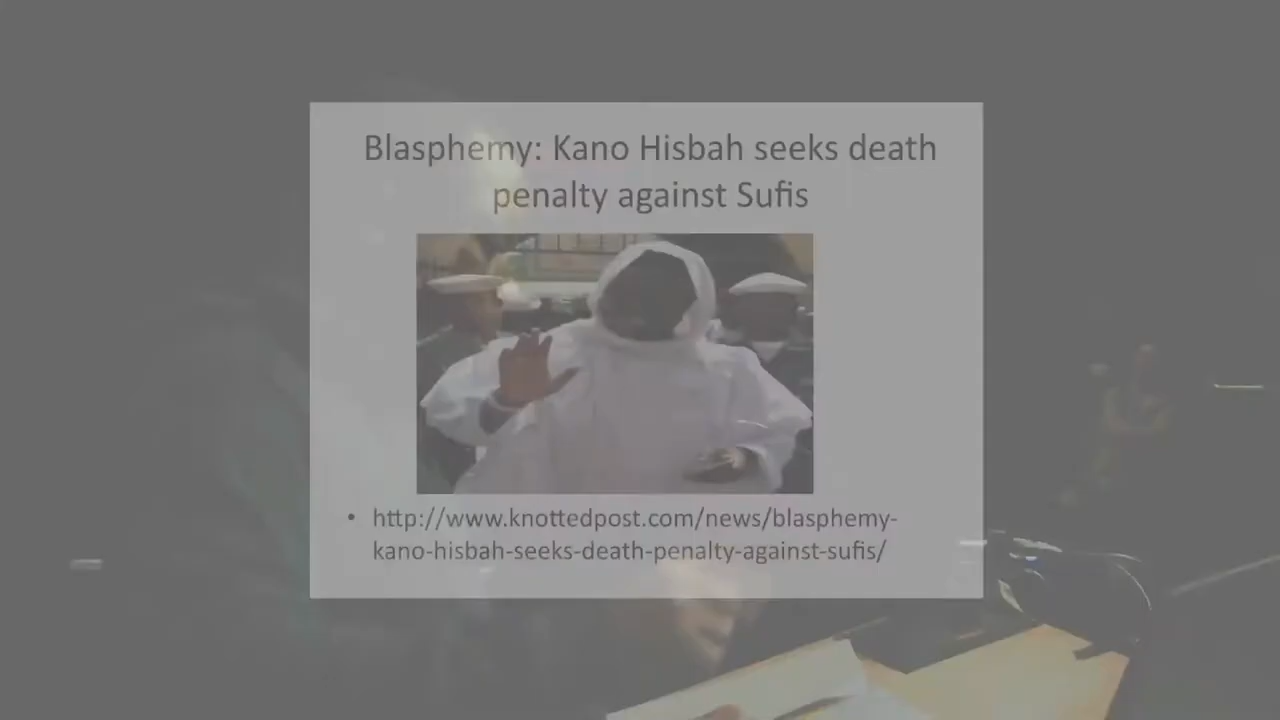 Blasphemy: Kano Hisbah seeks death
penalty against Sufis
• http://www.knottedpost.com/news/blasphemy-
kano-hisbah-seeks-death-penalty-against-sufis/